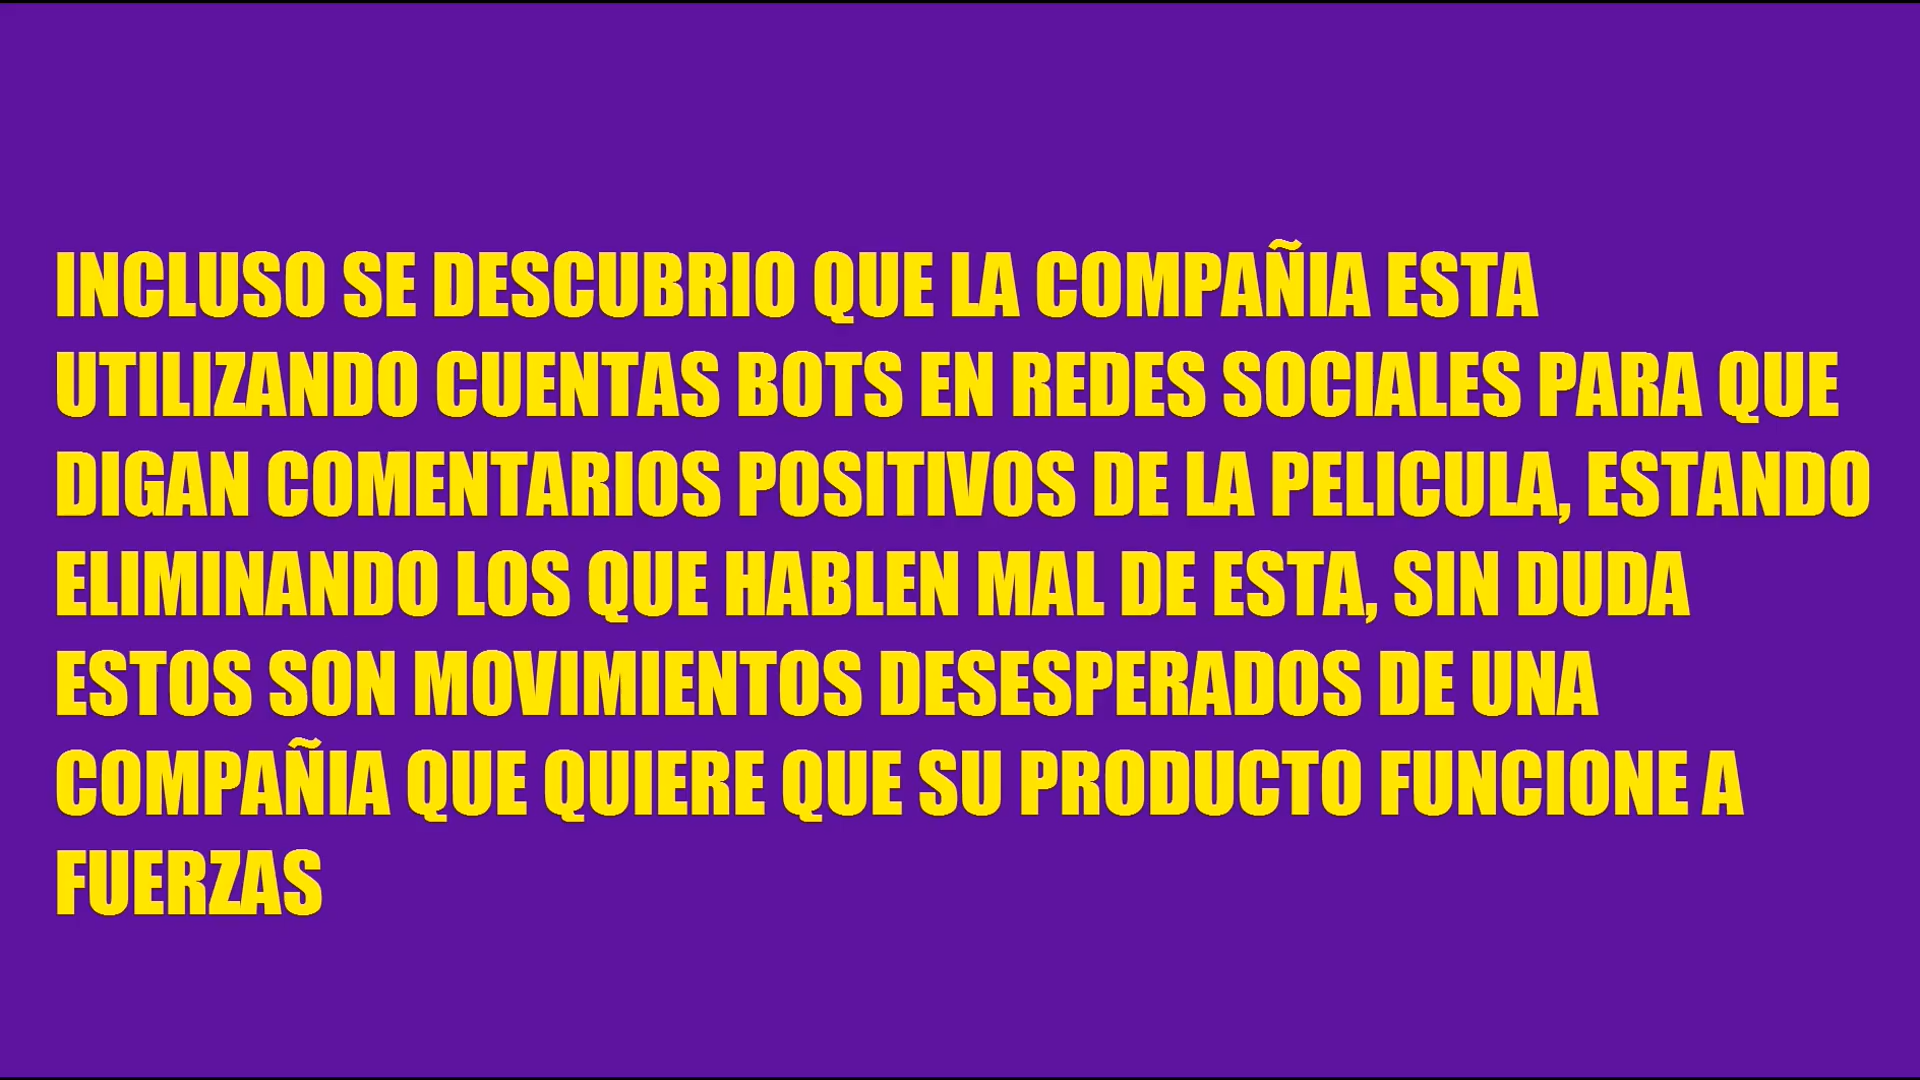 INCLUSO SE DESCUBRIO QUE LA COMPAÑIA ESTA
UTILIZANDO CUENTAS BOTS EN REDES SOCIALES PARA QUE
DIGAN COMENTARIOS POSITIVOS DE LA PELICULA, ESTANDO
ELIMINANDO LOS QUE HABLEN MAL DE ESTA, SIN DUDA
ESTOS SON MOVIMIENTOS DESESPERADOS DE UNA
COMPAÑIA QUE QUIERE QUE SU PRODUCTO FUNCIONE A
FUERZAS